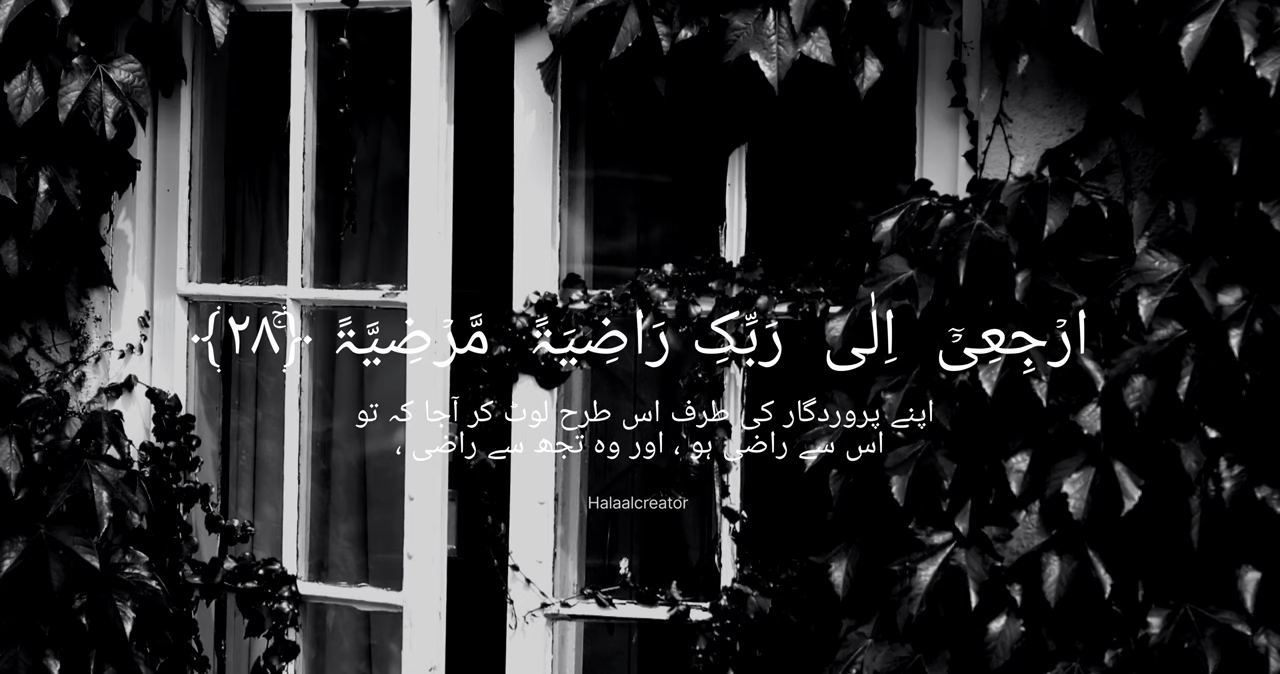 ارۡجِعِیۡۤ اِلٰی رَبِّکِ رَاضِیَۃً مَّرۡضِیَّۃً ﴿ۚ۲۸﴾
اپنے پروردگار کی طرف اس طرح لوٹ کر آجا کہ تو
اس سے راضی ہو ، اور وہ تجھ سے راضی ،
Halaalcreator